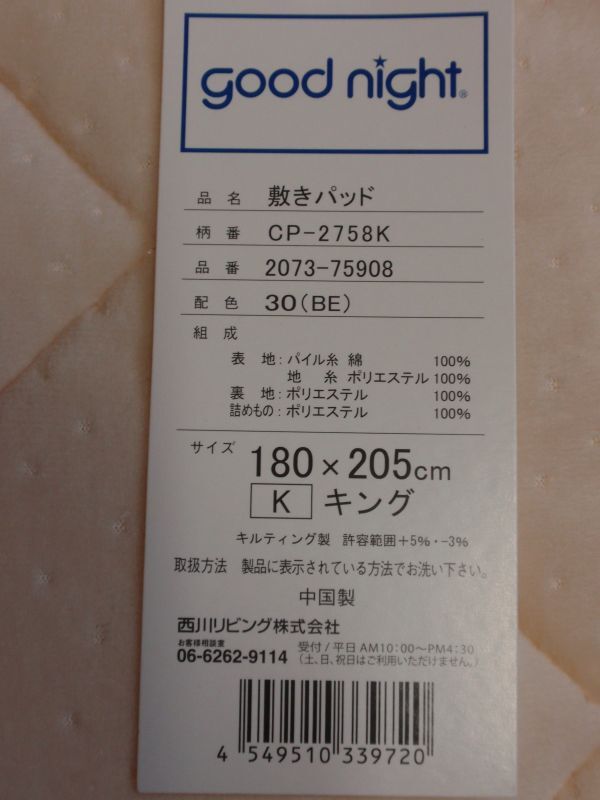 good night®
品名 敷きパッド
柄番 CP-2758K
品番 2073-75908
配色 30(BE)
組成
表 地:パイル糸 綿 100%
地 糸 ポリエステル 100%
裏 地:ポリエステル 100%
詰めもの:ポリエステル 100%
サイズ 180×205cm
K キング
キルティング製 許容範囲+5%・-3%
取扱方法 製品に表示されている方法でお洗い下さい。
中国製
西川リビング株式会社
お客様相談室 受付/平日 AM10:00~PM4:30
06-6262-9114 (土、日、祝日はご利用いただけません。)
4 549510 339720